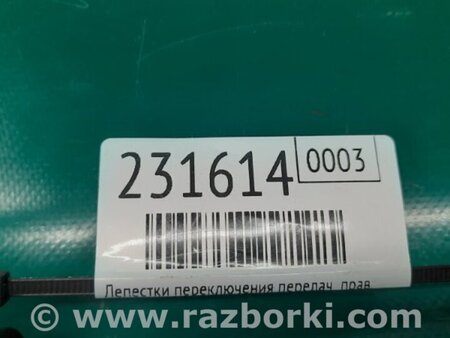 231614
0003
Лепестки переключения передач, прав
© www.razborki.com